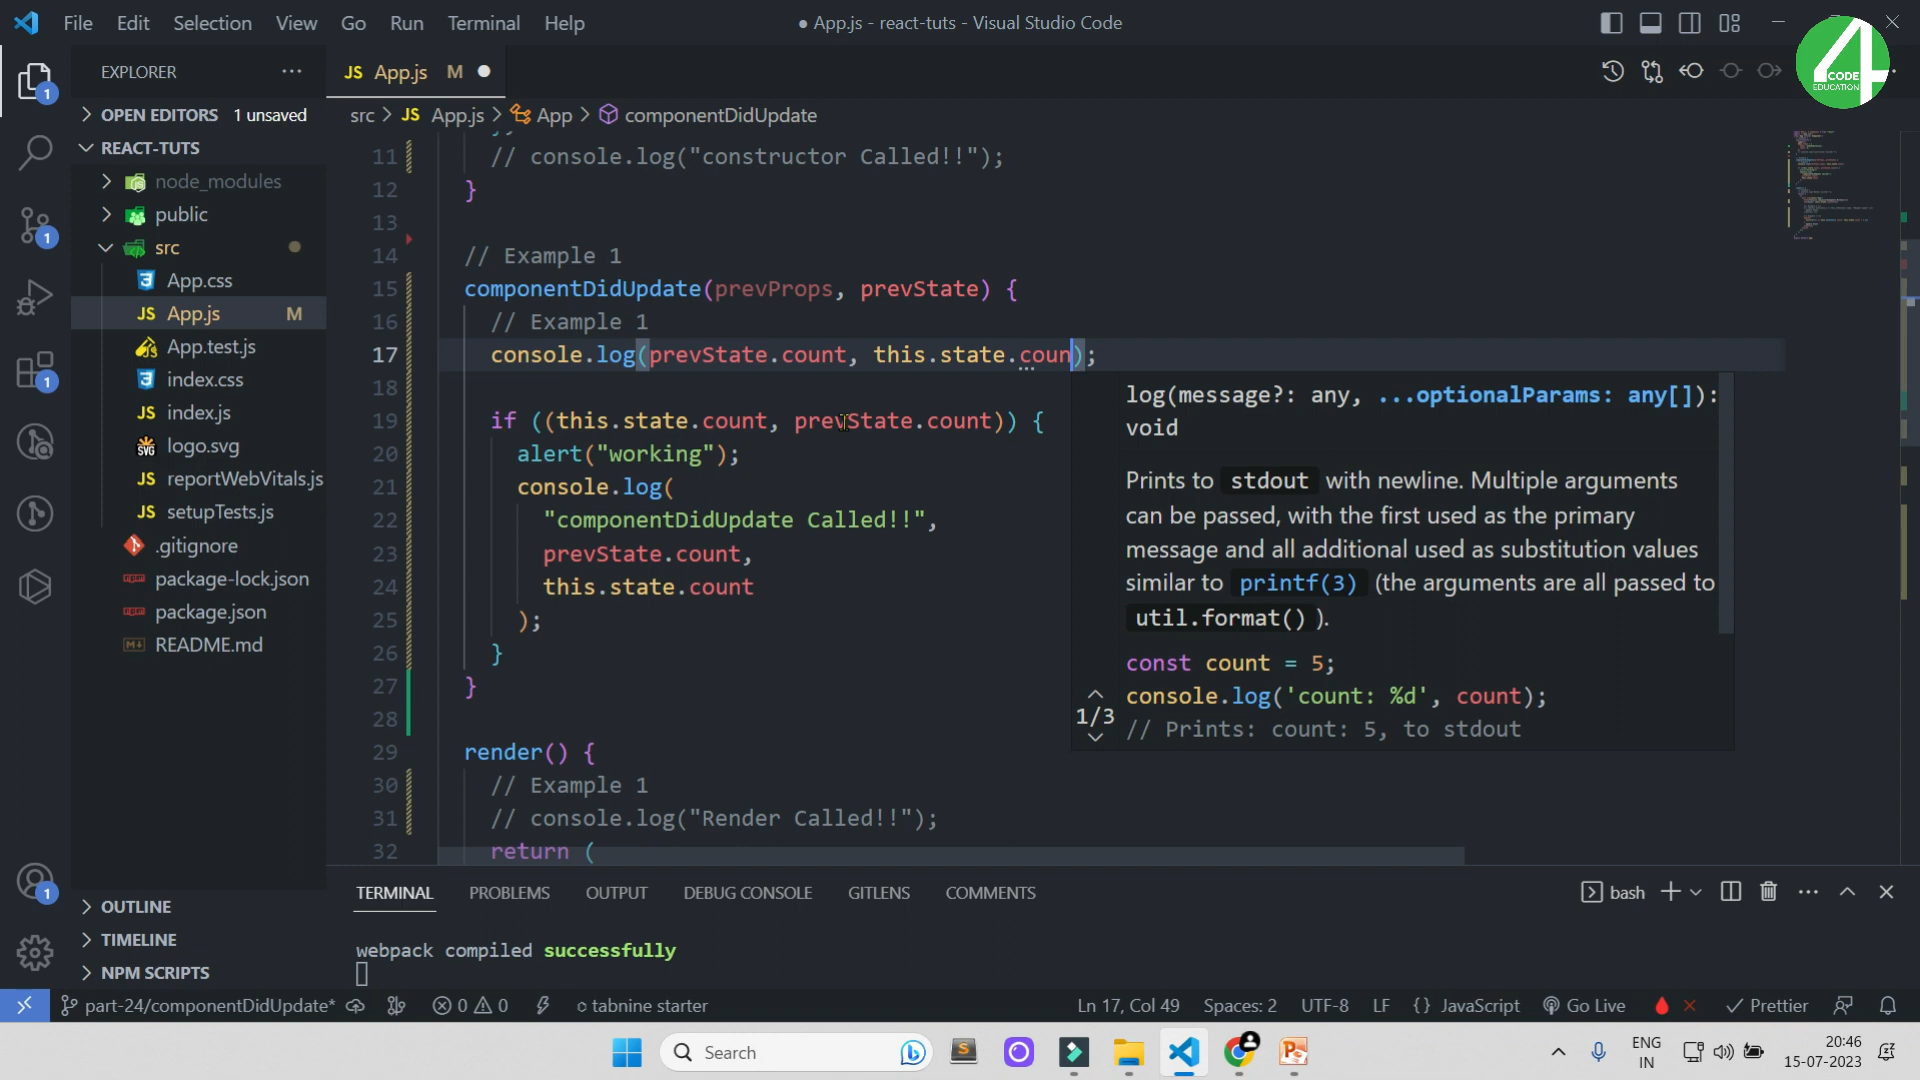 File Edit Selection View Go Run Terminal Help
● App.js - react-tuts - Visual Studio Code
4
CODE
EDUCATION
EXPLORER
JS App.js M
OPEN EDITORS 1 unsaved
src > JS App.js > App > componentDidUpdate
REACT-TUTS
node_modules
public
src
App.css
JS App.js M
App.test.js
index.css
JS index.js
logo.svg
JS reportWebVitals.js
JS setupTests.js
.gitignore
package-lock.json
package.json
README.md
OUTLINE
TIMELINE
NPM SCRIPTS
11 // console.log("constructor Called!!");
12 }
13
14 // Example 1
15 componentDidUpdate(prevProps, prevState) {
16 // Example 1
17 console.log(prevState.count, this.state.coun);
18
19 if ((this.state.count, prevState.count)) {
20 alert("working");
21 console.log(
22 "componentDidUpdate Called!!",
23 prevState.count,
24 this.state.count
25 );
26 }
27 }
28
29 render() {
30 // Example 1
31 // console.log("Render Called!!");
32 return (
log(message?: any, ...optionalParams: any[]):
void
Prints to stdout with newline. Multiple arguments
can be passed, with the first used as the primary
message and all additional used as substitution values
similar to printf(3) (the arguments are all passed to
util.format() ).
const count = 5;
console.log('count: %d', count);
// Prints: count: 5, to stdout
1/3
TERMINAL PROBLEMS OUTPUT DEBUG CONSOLE GITLENS COMMENTS
bash
webpack compiled successfully
part-24/componentDidUpdate* 0 0 tabnine starter
Ln 17, Col 49 Spaces: 2 UTF-8 LF {} JavaScript Go Live Prettier
Search
ENG
IN
20:46
15-07-2023